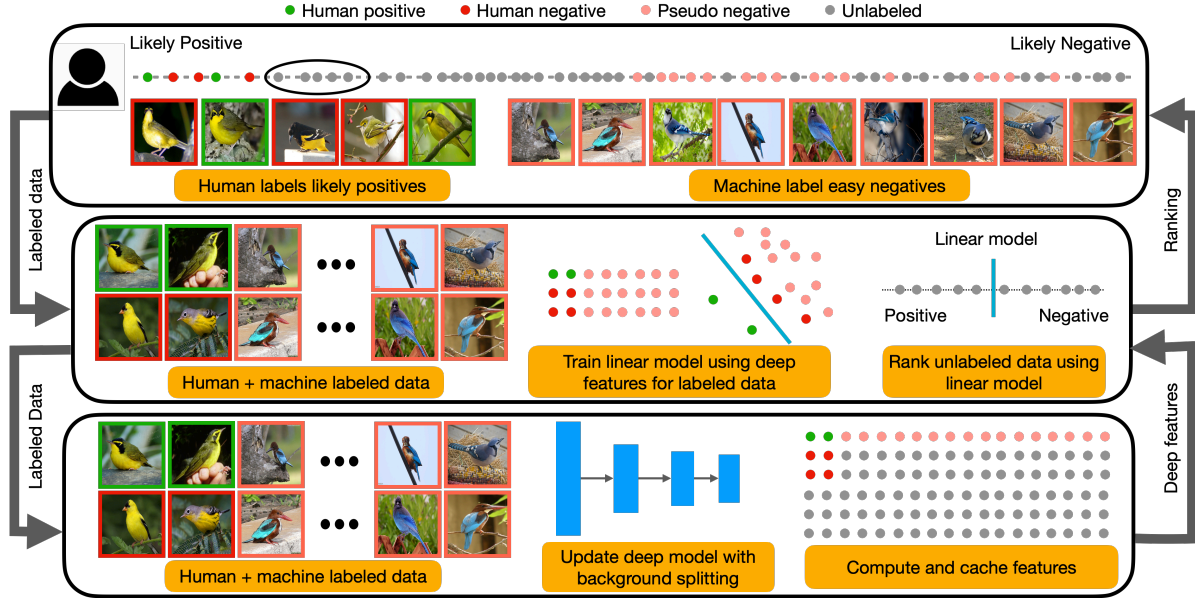 Human positive
Human negative
Pseudo negative
Unlabeled
Likely Positive
Likely Negative
Human labels likely positives
Machine label easy negatives
Labeled data
Ranking
Linear model
Positive
Negative
Human + machine labeled data
Train linear model using deep
features for labeled data
Rank unlabeled data using
linear model
Labeled Data
Deep features
Human + machine labeled data
Update deep model with
background splitting
Compute and cache features